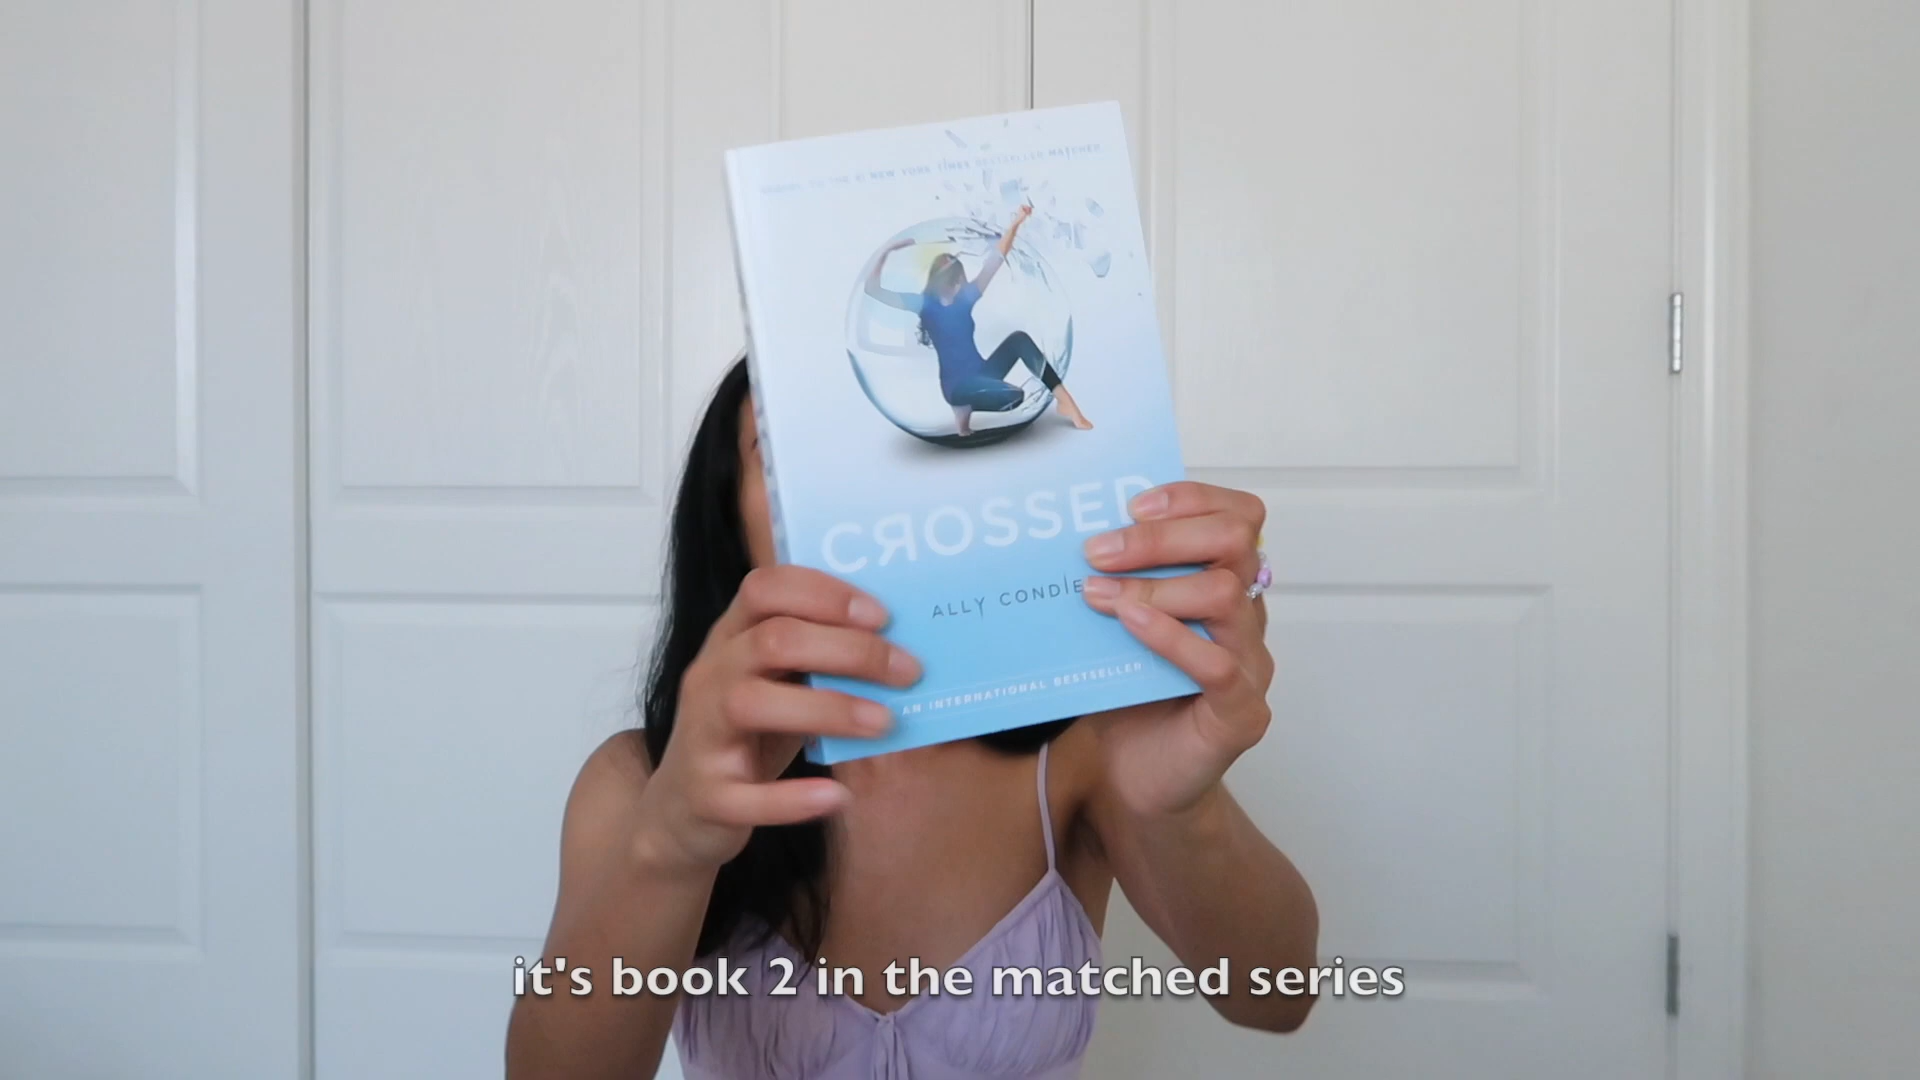 SEQUEL TO THE #1 NEW YORK TIMES BESTSELLER MATCHED
CROSSED
ALLY CONDIE
AN INTERNATIONAL BESTSELLER
it's book 2 in the matched series